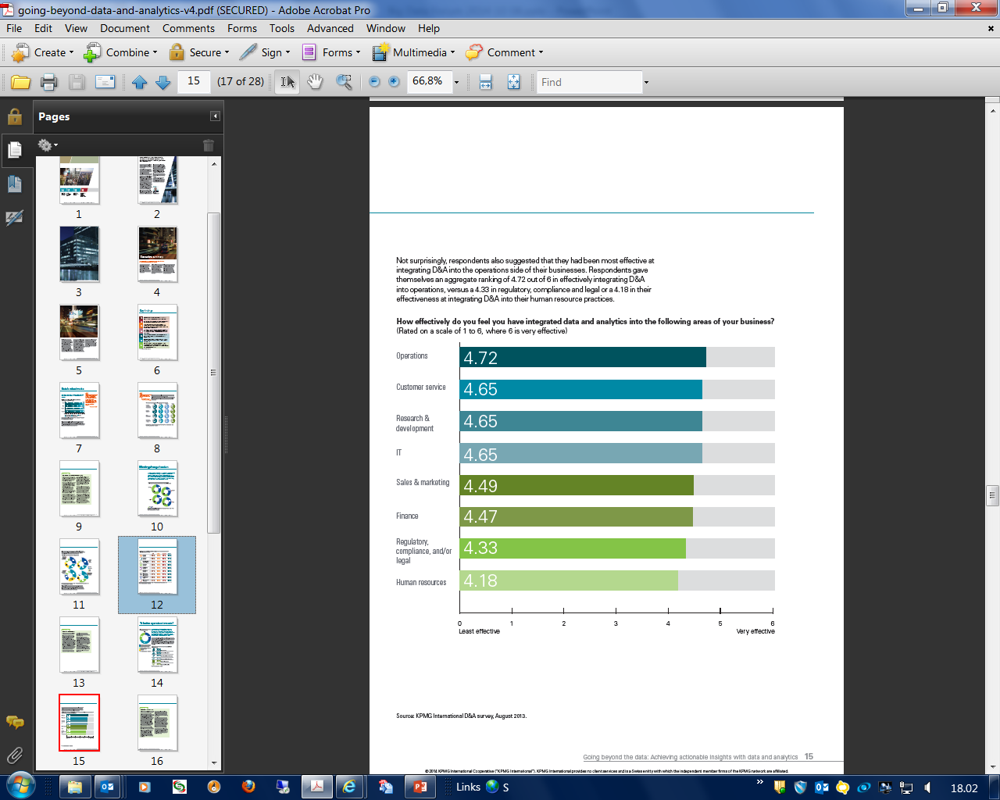 going-beyond-data-and-analytics-v4.pdf (SECURED) - Adobe Acrobat Pro
File Edit View Document Comments Forms Tools Advanced Window Help
Create Combine Secure Sign Forms Multimedia Comment
15 (17 of 28) 66,8% Find
Pages
1 2
3 4
5 6
7 8
9 10
11 12
13 14
15 16
Not surprisingly, respondents also suggested that they had been most effective at
integrating D&A into the operations side of their businesses. Respondents gave
themselves an aggregate ranking of 4.72 out of 6 in effectively integrating D&A
into operations, versus a 4.33 in regulatory, compliance and legal or a 4.18 in their
effectiveness at integrating D&A into their human resource practices.
How effectively do you feel you have integrated data and analytics into the following areas of your business?
(Rated on a scale of 1 to 6, where 6 is very effective)
Operations 4.72
Customer service 4.65
Research &
development 4.65
IT 4.65
Sales & marketing 4.49
Finance 4.47
Regulatory,
compliance, and/or
legal 4.33
Human resources 4.18
0 1 2 3 4 5 6
Least effective Very effective
Source: KPMG International D&A survey, August 2013.
Going beyond the data: Achieving actionable insights with data and analytics 15
© 2014 KPMG International Cooperative ("KPMG International"). KPMG International provides no client services and is a Swiss entity with which the independent member firms of the KPMG network are affiliated.
Links S
18.02